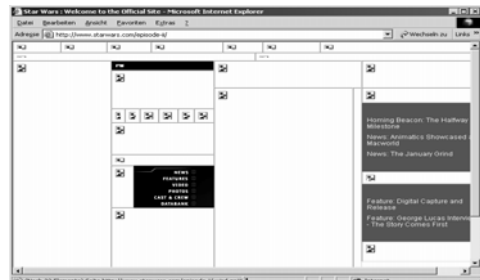 Star Wars : Welcome to the Official Site - Microsoft Internet Explorer
Datei Bearbeiten Ansicht Favoriten Extras ?
Adresse http://www.starwars.com/episode-ii/ Wechseln zu Links
Homing Beacon: The Halfway
Milestone
News: Animatics Showcased
Macworld
News: The January Grind
NEWS
FEATURES
VIDEO
PHOTOS
CAST & CREW
DATABANK
Feature: Digital Capture and
Release
Feature: George Lucas
- The Story Comes First
Internet